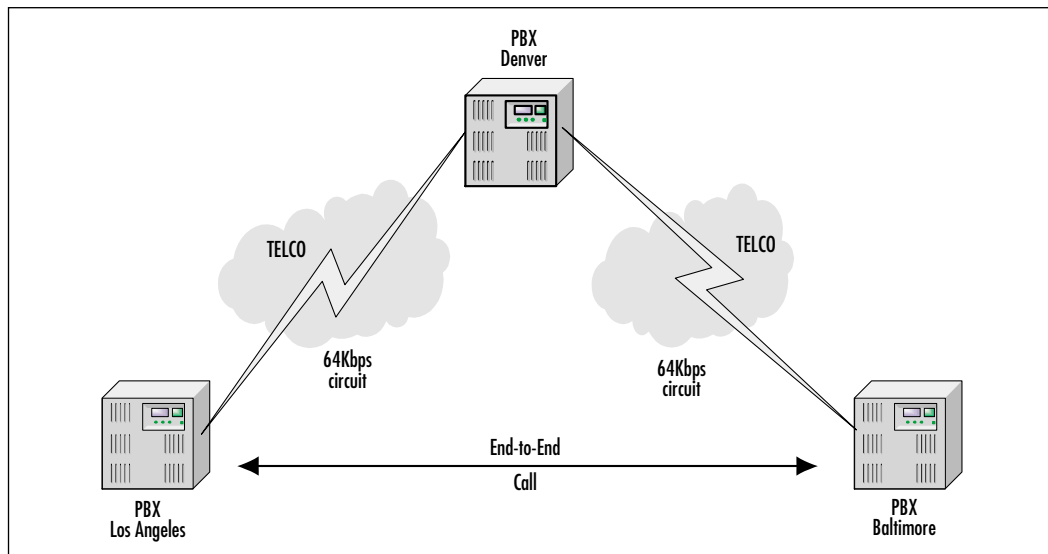 PBX
Denver
TELCO
TELCO
64Kbps
circuit
64Kbps
circuit
End-to-End
Call
PBX
Los Angeles
PBX
Baltimore